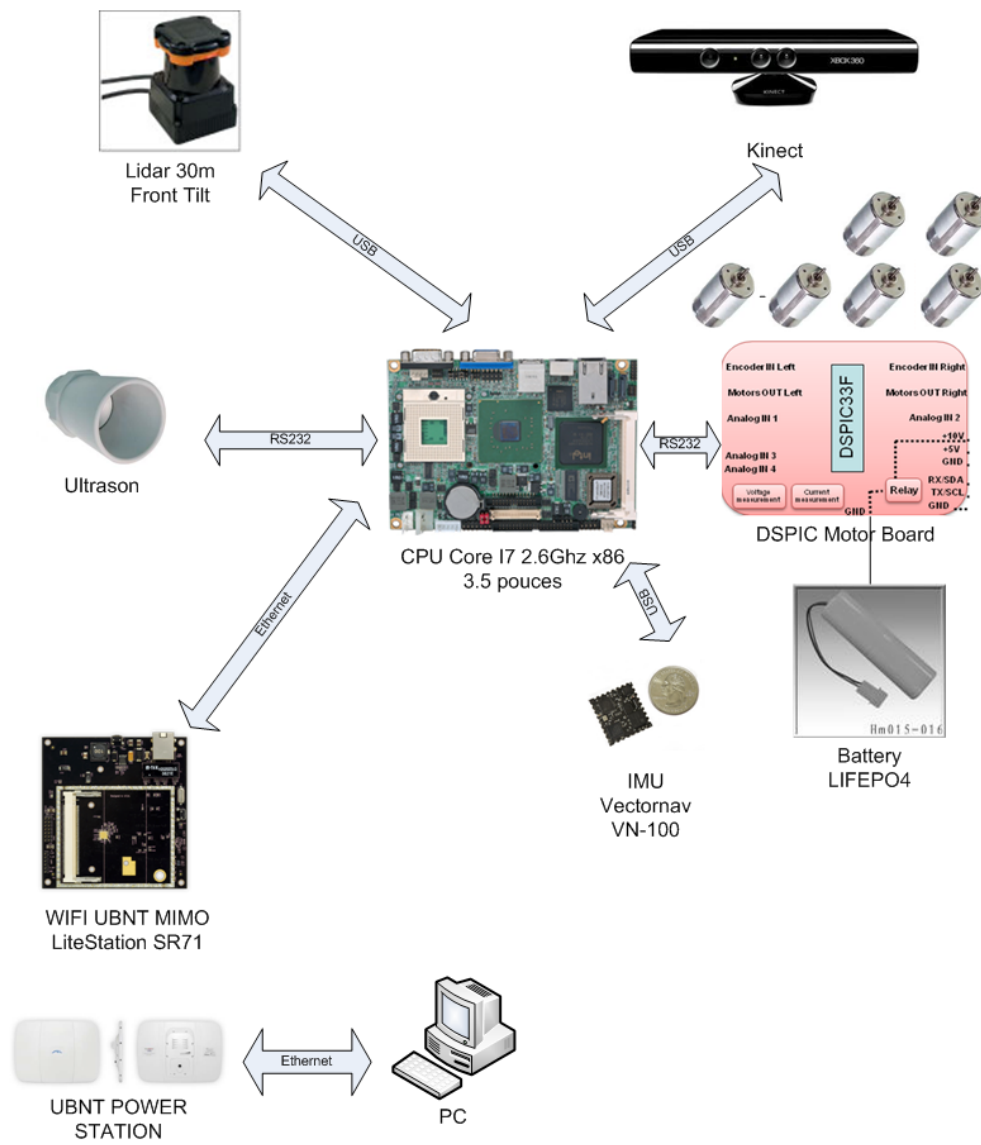 XBOX360
KINECT
Lidar 30m
Front Tilt
Kinect
USB
USB
Encoder IN Left
Encoder IN Right
Motors OUT Left
Motors OUT Right
Analog IN 1
Analog IN 2
DSPIC33F
+10V
+5V
GND
Analog IN 3
Analog IN 4
RX/SDA
TX/SCL
GND
Voltage
measurement
Current
measurement
Relay
GND
RS232
RS232
Ultrason
DSPIC Motor Board
CPU Core I7 2.6Ghz x86
3.5 pouces
Ethernet
USB
Hm015-016
Battery
LIFEPO4
IMU
Vectornav
VN-100
WIFI UBNT MIMO
LiteStation SR71
Ethernet
UBNT POWER
STATION
PC